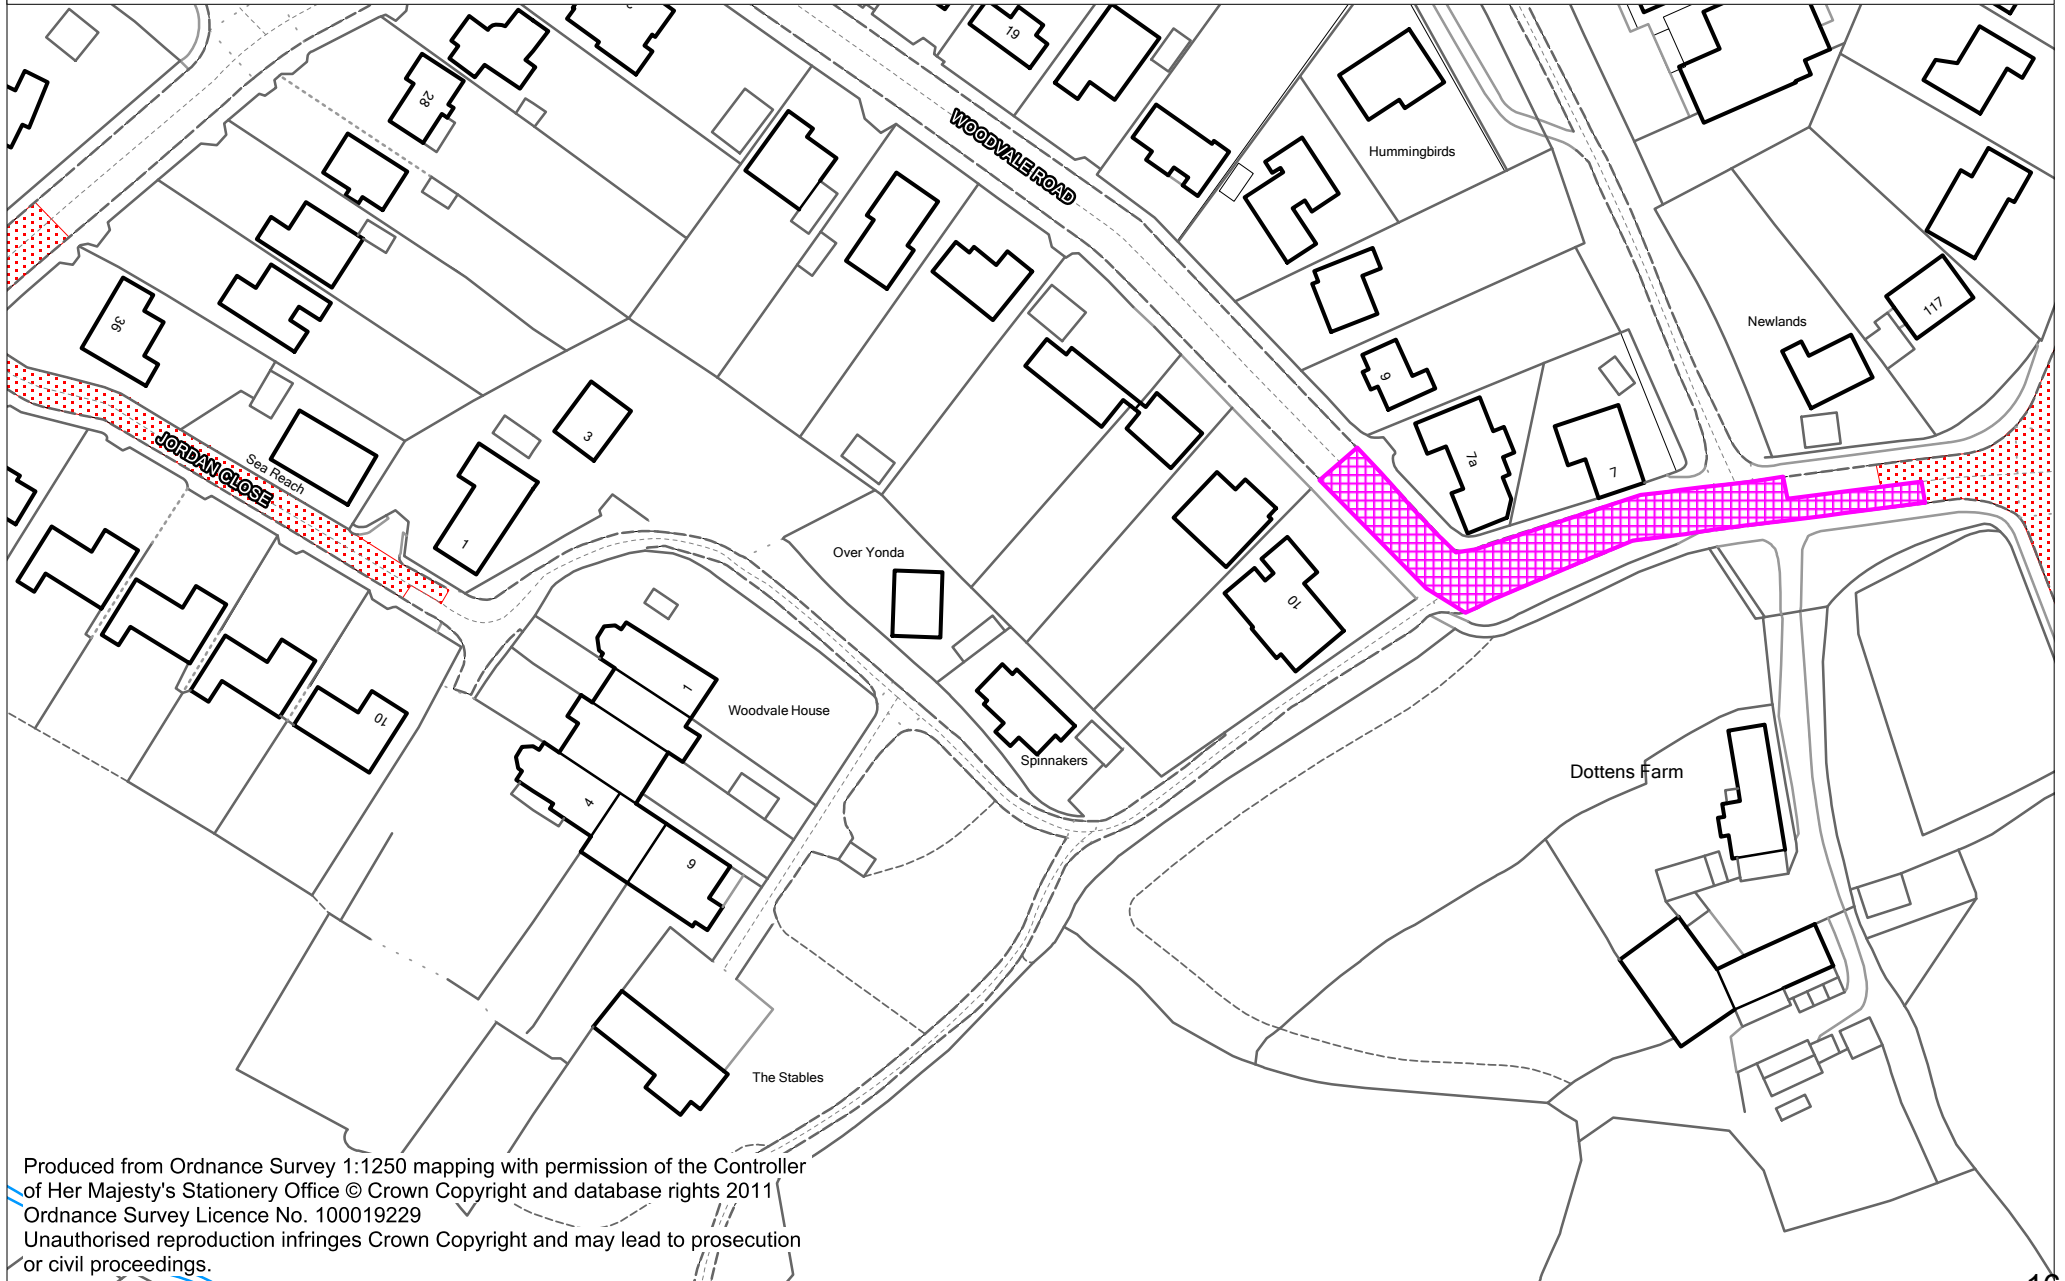 19
28
WOODVALE ROAD
Hummingbirds
36
9
Newlands
117
3
7a
7
JORDAN CLOSE
Sea Reach
1
Over Yonda
10
1
Woodvale House
10
Spinnakers
Dottens Farm
4
9
The Stables
Produced from Ordnance Survey 1:1250 mapping with permission of the Controller
of Her Majesty's Stationery Office © Crown Copyright and database rights 2011
Ordnance Survey Licence No. 100019229
Unauthorised reproduction infringes Crown Copyright and may lead to prosecution
or civil proceedings.